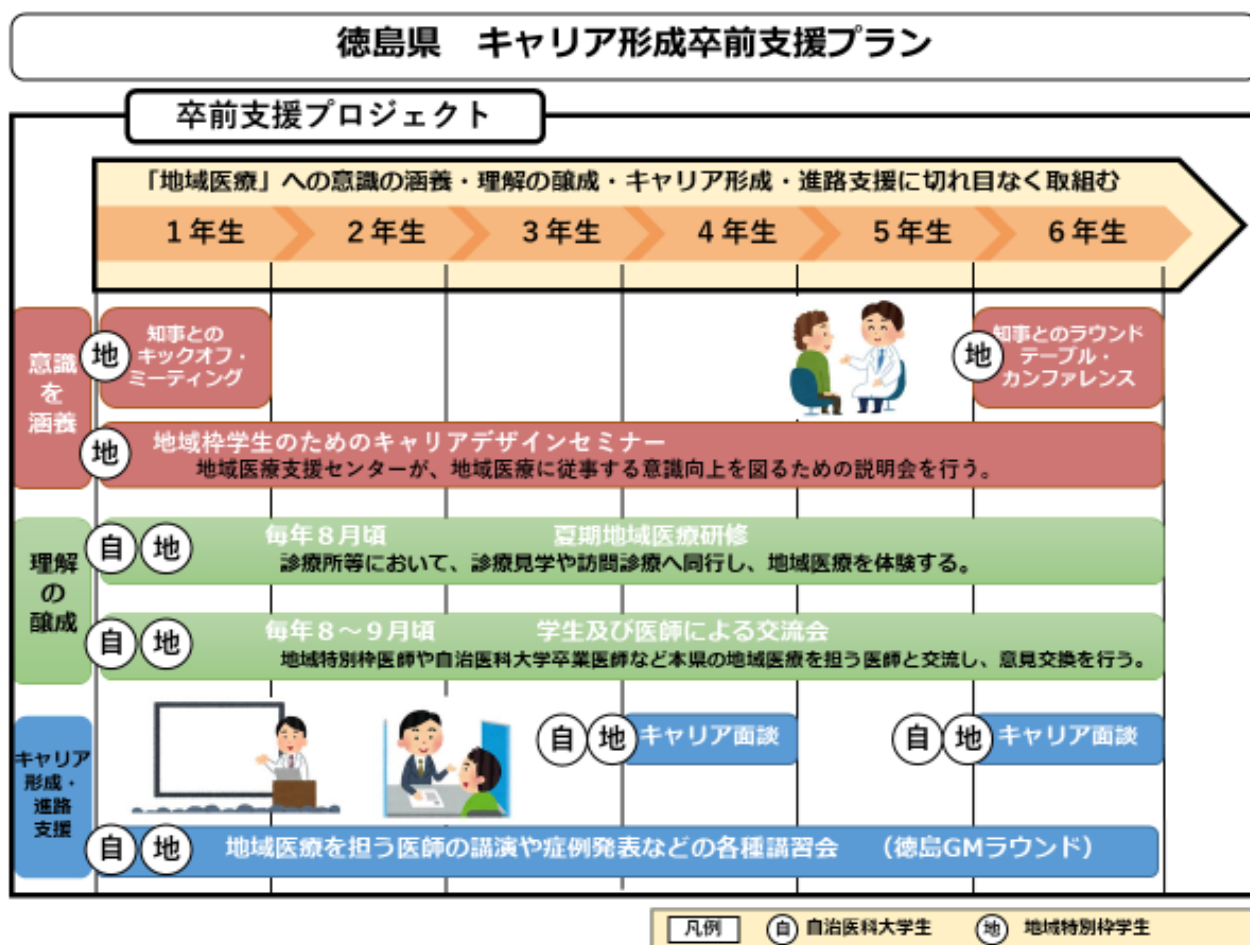 徳島県　キャリア形成卒前支援プラン
卒前支援プロジェクト
「地域医療」への意識の涵養・理解の醸成・キャリア形成・進路支援に切れ目なく取組む
1年生
2年生
3年生
4年生
5年生
6年生
意識
を
涵養
地
知事との
キックオフ・
ミーティング
地
知事とのラウンド
テーブル・
カンファレンス
地
地域枠学生のためのキャリアデザインセミナー
地域医療支援センターが、地域医療に従事する意識向上を図るための説明会を行う。
理解
の
醸成
自 地
毎年８月頃　夏期地域医療研修
診療所等において、診療見学や訪問診療へ同行し、地域医療を体験する。
自 地
毎年８～９月頃　学生及び医師による交流会
地域特別枠医師や自治医科大学卒業医師など本県の地域医療を担う医師と交流し、意見交換を行う。
キャリア
形成・
進路
支援
自 地 キャリア面談
自 地 キャリア面談
自 地
地域医療を担う医師の講演や症例発表などの各種講習会　（徳島GMラウンド）
凡例　自 自治医科大学生　地 地域特別枠学生